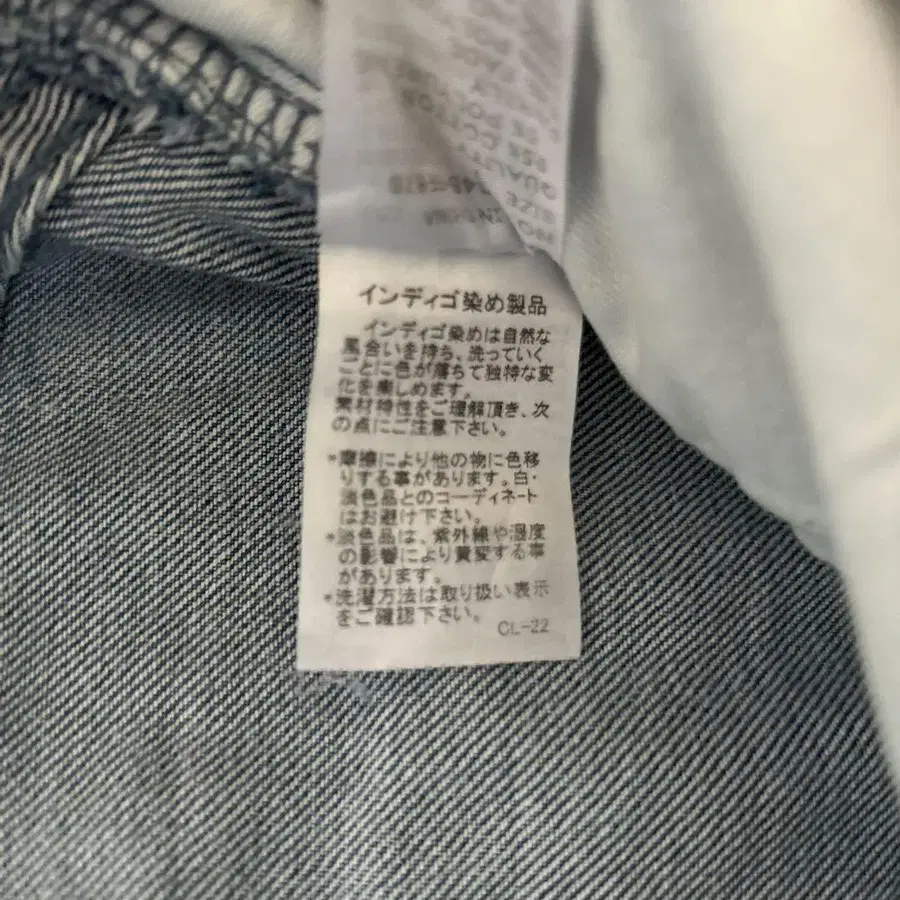 インディゴ染め製品
インディゴ染めは自然な
風合いを持ち、洗っていく
ごとに色が落ちて独特な変
化を楽しめます。
素材特性をご理解頂き、次
の点にご注意下さい。
*摩擦により他の物に色移
りする事があります。白・
淡色品とのコーディネート
はお避け下さい。
*淡色品は、紫外線や湿度
の影響により黄変する事
があります。
*洗濯方法は取り扱い表示
をご確認下さい。
CL-22
SIZE
QUALITY